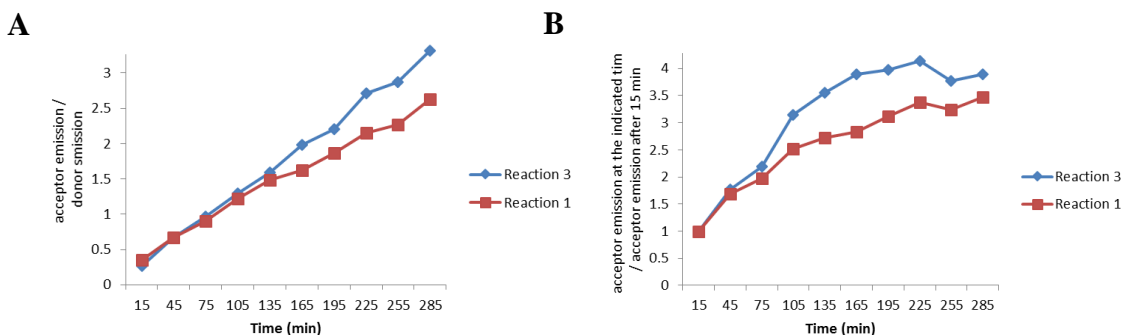 A
acceptor emission /
donor smission
3
2.5
2
1.5
1
0.5
0
15 45 75 105 135 165 195 225 255 285
Time (min)
Reaction 3
Reaction 1
B
acceptor emission at the indicated tim
/ acceptor emission after 15 min
4
3.5
3
2.5
2
1.5
1
0.5
0
15 45 75 105 135 165 195 225 285 285
Time (min)
Reaction 3
Reaction 1